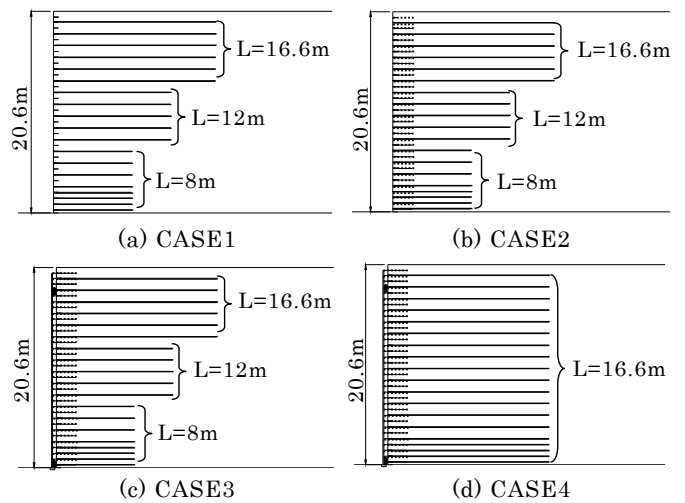 20.6m
L=16.6m
L=12m
L=8m
(a) CASE1
20.6m
L=16.6m
L=12m
L=8m
(b) CASE2
20.6m
L=16.6m
L=12m
L=8m
(c) CASE3
20.6m
L=16.6m
(d) CASE4